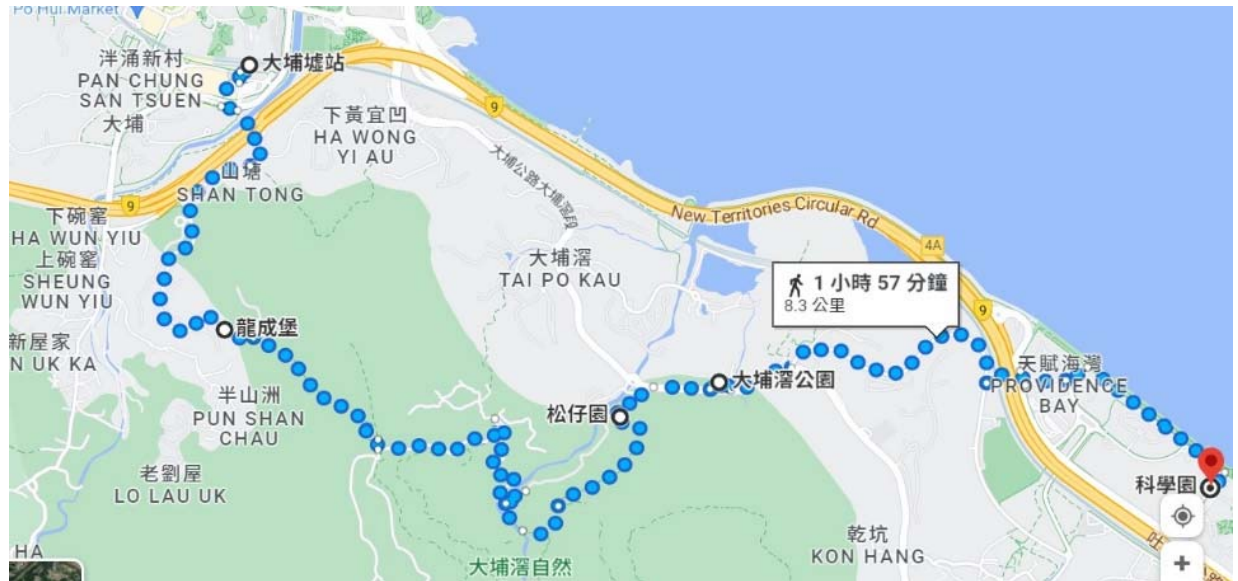 Po Hui Market
大埔墟站
泮涌新村
PAN CHUNG
SAN TSUEN
大埔
9
下黃宜凹
HA WONG
YI AU
大埔公路大埔滘段
山塘
SHAN TONG
9
下碗窰
HA WUN YIU
上碗窰
SHEUNG
WUN YIU
New Territories Circular Rd
4A
大埔滘
TAI PO KAU
1 小時 57 分鐘
8.3 公里
9
龍成堡
新屋家
N UK KA
半山洲
PUN SHAN
CHAU
大埔滘公園
天賦海灣
PROVIDENCE
BAY
松仔園
老劉屋
LO LAU UK
科學園
乾坑
KON HANG
HA
大埔滘自然
+